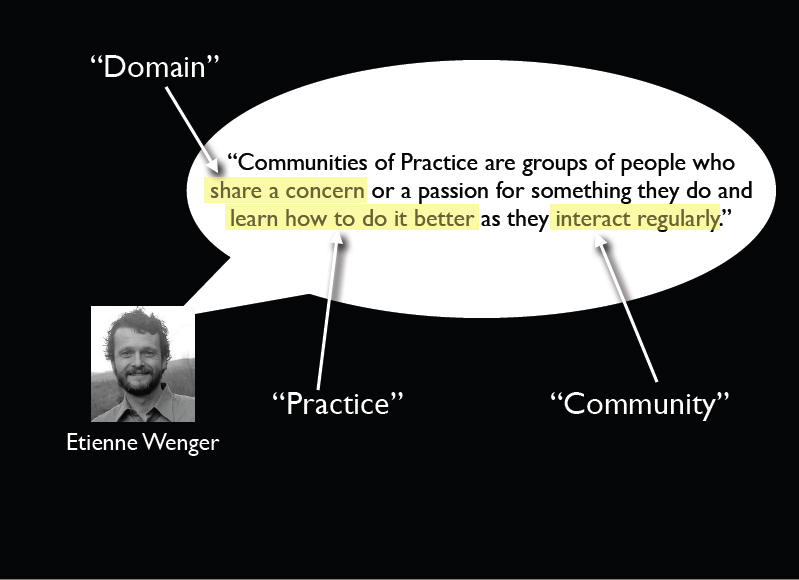 “Domain”
“Communities of Practice are groups of people who
share a concern or a passion for something they do and
learn how to do it better as they interact regularly.”
“Practice”
“Community”
Etienne Wenger